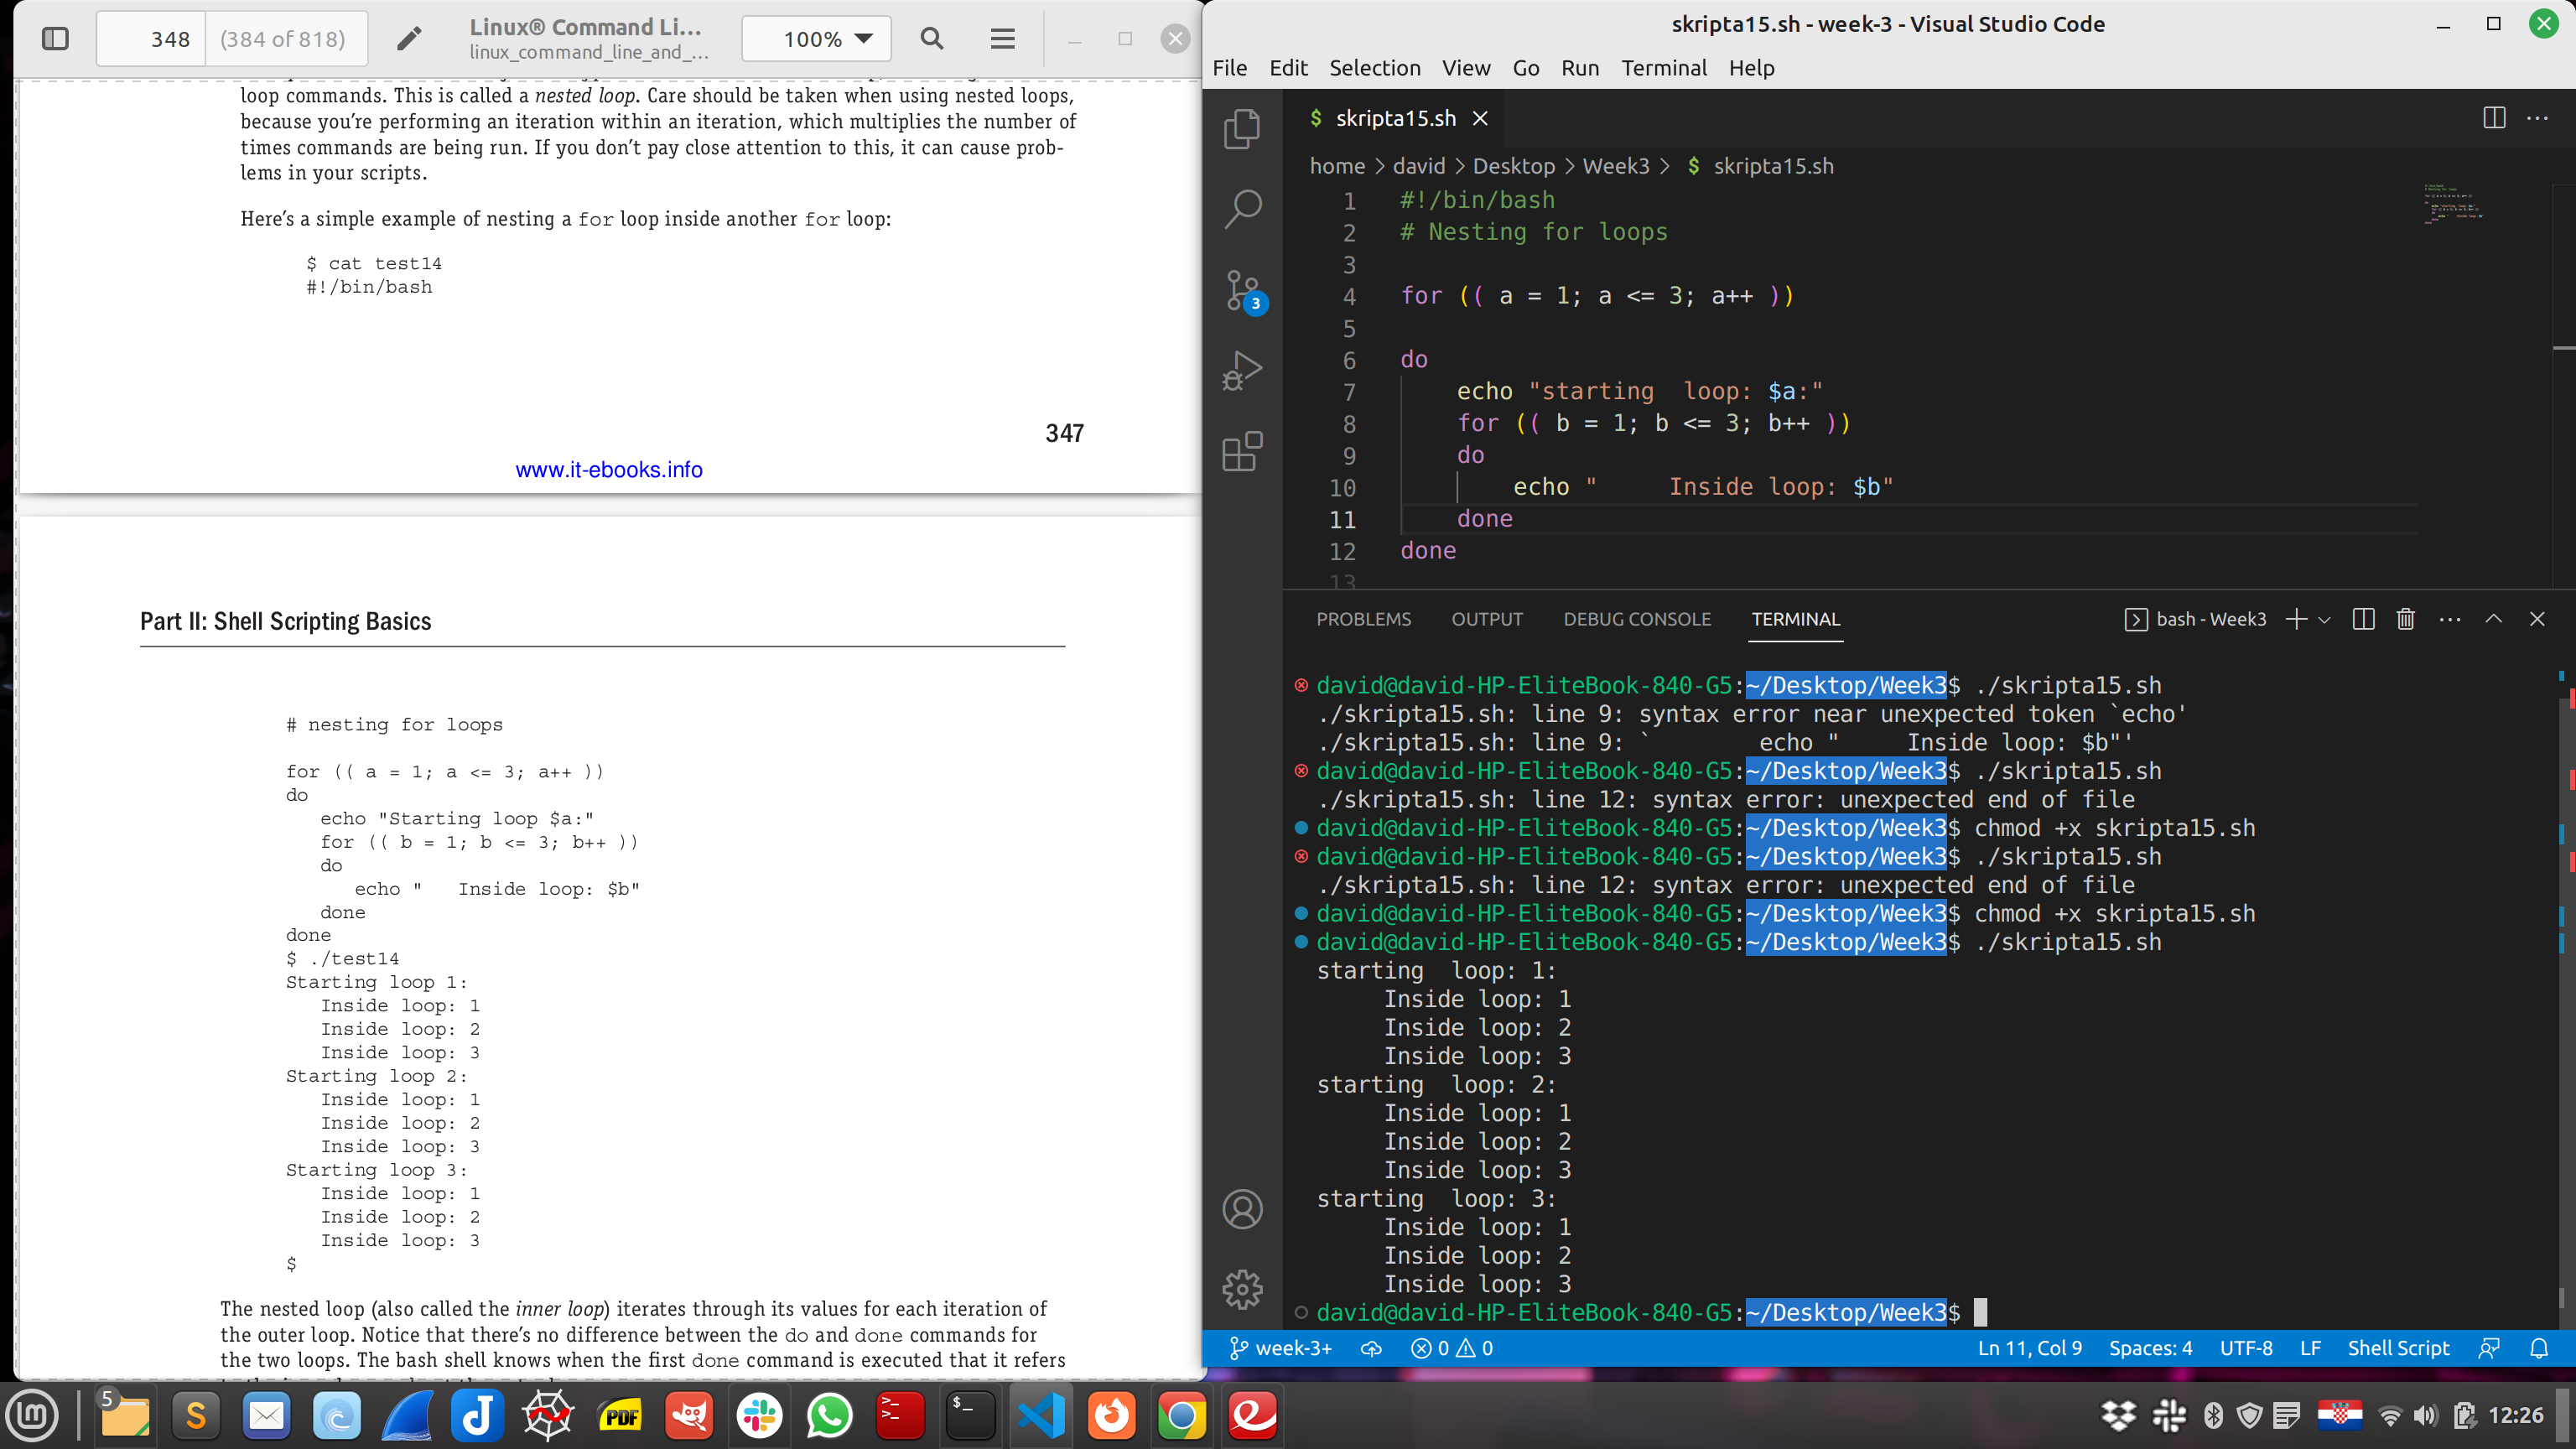 348
(384 of 818)
Linux® Command Li...
linux_command_line_and_...
100%
loop commands. This is called a nested loop. Care should be taken when using nested loops,
because you're performing an iteration within an iteration, which multiplies the number of
times commands are being run. If you don't pay close attention to this, it can cause prob-
lems in your scripts.
Here's a simple example of nesting a for loop inside another for loop:
$ cat test14
#!/bin/bash
347
www.it-ebooks.info
Part II: Shell Scripting Basics
# nesting for loops
for (( a = 1; a <= 3; a++ ))
do
echo "Starting loop $a:"
for (( b = 1; b <= 3; b++ ))
do
echo "   Inside loop: $b"
done
done
$ ./test14
Starting loop 1:
Inside loop: 1
Inside loop: 2
Inside loop: 3
Starting loop 2:
Inside loop: 1
Inside loop: 2
Inside loop: 3
Starting loop 3:
Inside loop: 1
Inside loop: 2
Inside loop: 3
$
The nested loop (also called the inner loop) iterates through its values for each iteration of
the outer loop. Notice that there's no difference between the do and done commands for
the two loops. The bash shell knows when the first done command is executed that it refers
skripta15.sh - week-3 - Visual Studio Code
File Edit Selection View Go Run Terminal Help
$ skripta15.sh
home > david > Desktop > Week3 > $ skripta15.sh
3
1 #!/bin/bash
2 # Nesting for loops
3
4 for (( a = 1; a <= 3; a++ ))
5
6 do
7 echo "starting  loop: $a:"
8 for (( b = 1; b <= 3; b++ ))
9 do
10 echo "     Inside loop: $b"
11 done
12 done
13
PROBLEMS OUTPUT DEBUG CONSOLE TERMINAL
bash - Week3
david@david-HP-EliteBook-840-G5:~/Desktop/Week3$ ./skripta15.sh
./skripta15.sh: line 9: syntax error near unexpected token `echo'
./skripta15.sh: line 9: `        echo "     Inside loop: $b"'
david@david-HP-EliteBook-840-G5:~/Desktop/Week3$ ./skripta15.sh
./skripta15.sh: line 12: syntax error: unexpected end of file
david@david-HP-EliteBook-840-G5:~/Desktop/Week3$ chmod +x skripta15.sh
david@david-HP-EliteBook-840-G5:~/Desktop/Week3$ ./skripta15.sh
./skripta15.sh: line 12: syntax error: unexpected end of file
david@david-HP-EliteBook-840-G5:~/Desktop/Week3$ chmod +x skripta15.sh
david@david-HP-EliteBook-840-G5:~/Desktop/Week3$ ./skripta15.sh
starting  loop: 1:
Inside loop: 1
Inside loop: 2
Inside loop: 3
starting  loop: 2:
Inside loop: 1
Inside loop: 2
Inside loop: 3
starting  loop: 3:
Inside loop: 1
Inside loop: 2
Inside loop: 3
david@david-HP-EliteBook-840-G5:~/Desktop/Week3$
week-3+ 0 0 Ln 11, Col 9 Spaces: 4 UTF-8 LF Shell Script
5
S
J
PDF
$_
12:26